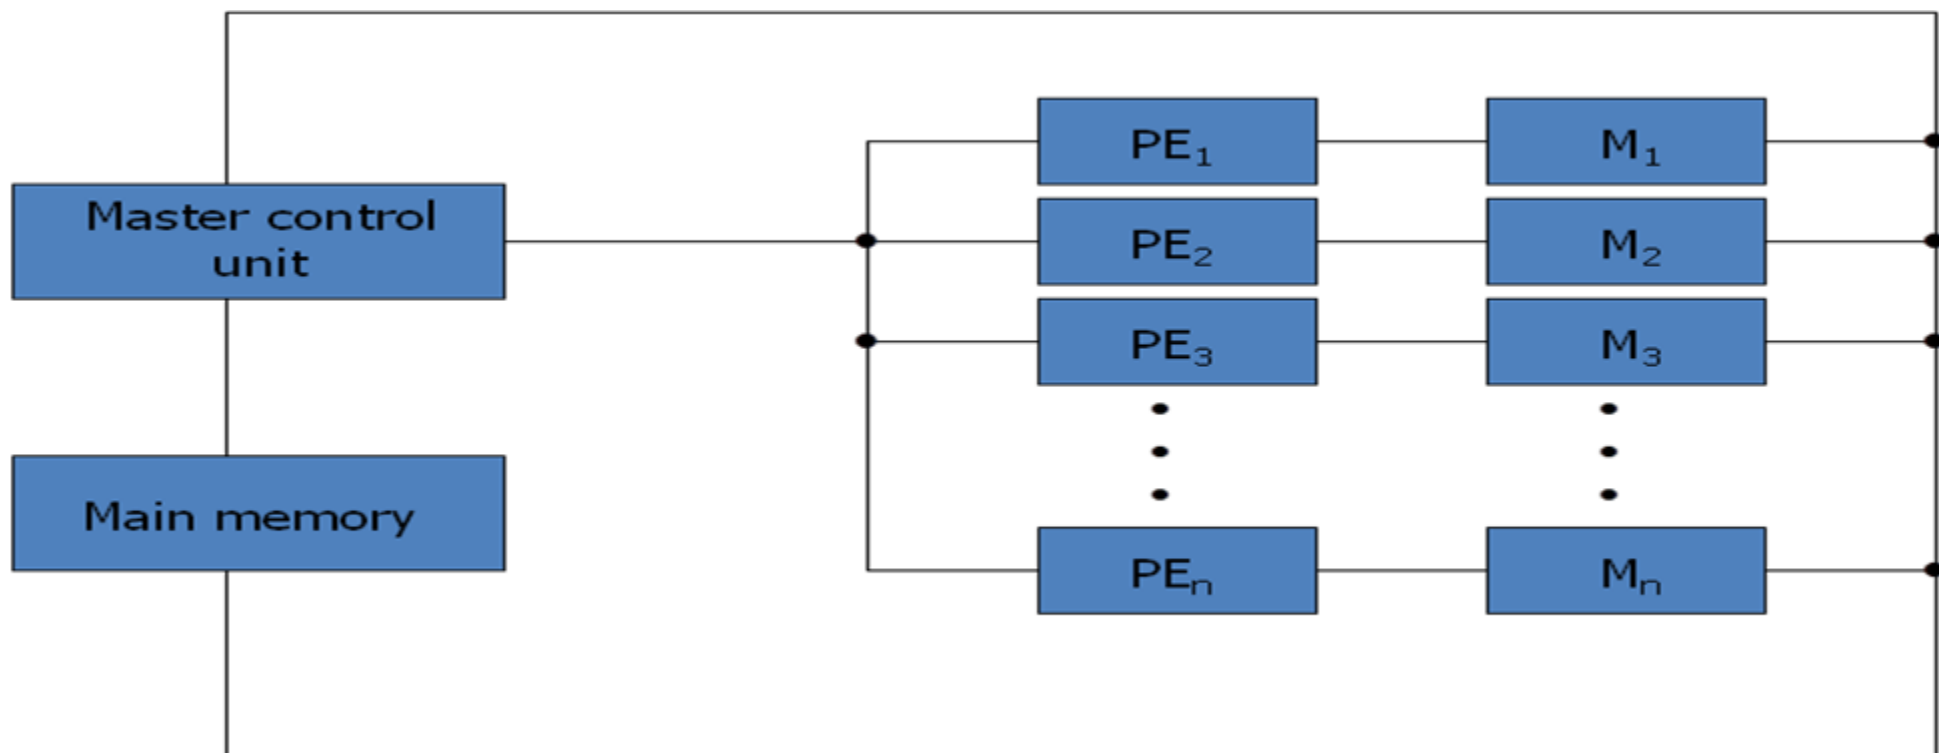 Master control
unit
Main memory
PE₁ M₁
PE₂ M₂
PE₃ M₃
PEₙ Mₙ